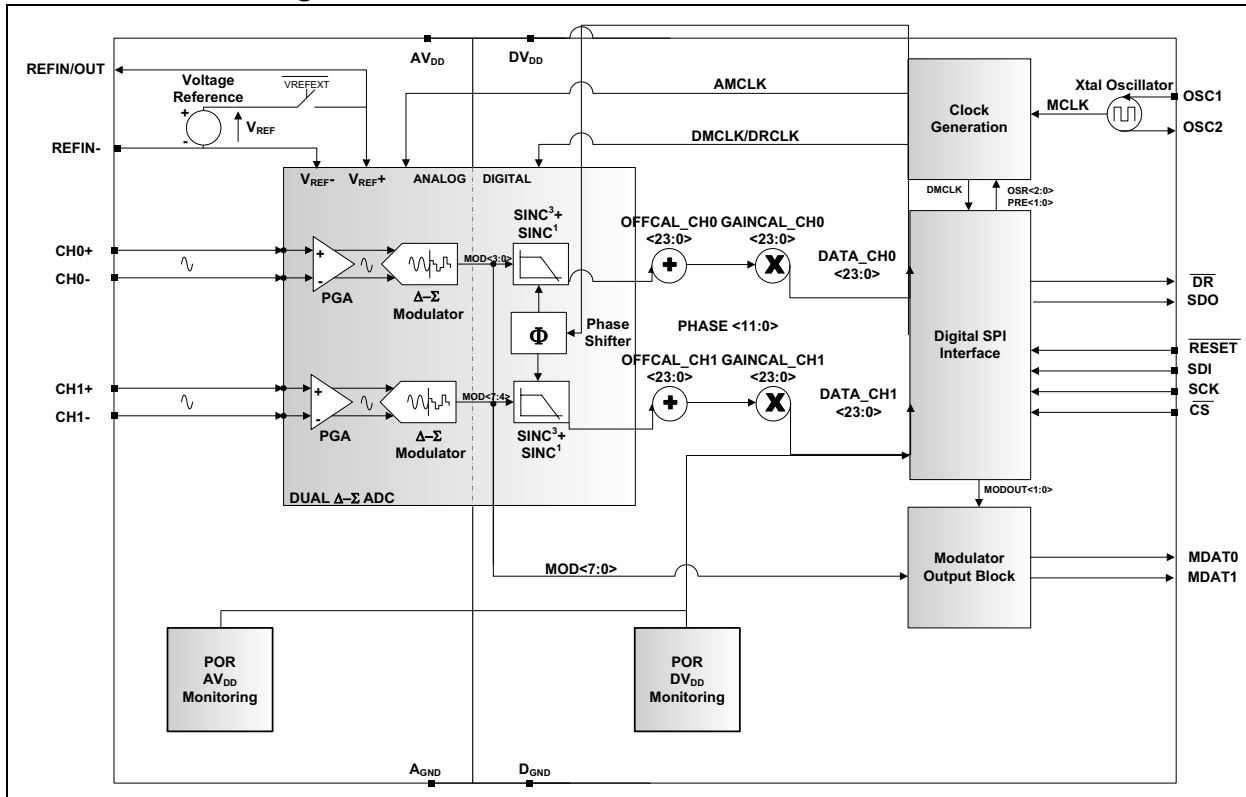 AVDD
DVDD
REFIN/OUT
Voltage
Reference
VREFEXT
+
-
VREF
REFIN-
AMCLK
DMCLK/DRCLK
Clock
Generation
MCLK
Xtal Oscillator
OSC1
OSC2
VREF-
VREF+
ANALOG
DIGITAL
DMCLK
OSR<2:0>
PRE<1:0>
SINC3+
SINC1
OFFCAL_CH0
<23:0>
GAINCAL_CH0
<23:0>
CH0+
CH0-
+
-
PGA
Δ–Σ
Modulator
MOD<3:0>
+
X
DATA_CH0
<23:0>
Φ
Phase
Shifter
PHASE <11:0>
Digital SPI
Interface
DR
SDO
RESET
SDI
SCK
CS
OFFCAL_CH1
<23:0>
GAINCAL_CH1
<23:0>
CH1+
CH1-
+
-
PGA
Δ–Σ
Modulator
MOD<7:4>
SINC3+
SINC1
+
X
DATA_CH1
<23:0>
DUAL Δ–Σ ADC
MODOUT<1:0>
MOD<7:0>
Modulator
Output Block
MDAT0
MDAT1
POR
AVDD
Monitoring
POR
DVDD
Monitoring
AGND
DGND